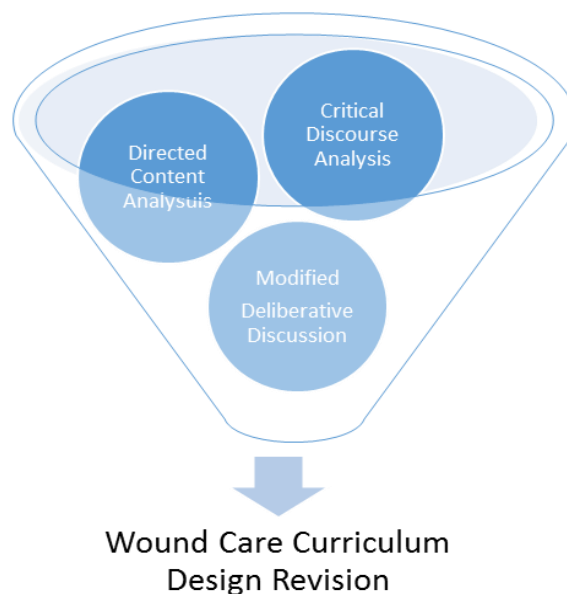 Critical
Discourse
Analysis
Directed
Content
Analysuis
Modified
Deliberative
Discussion
Wound Care Curriculum
Design Revision